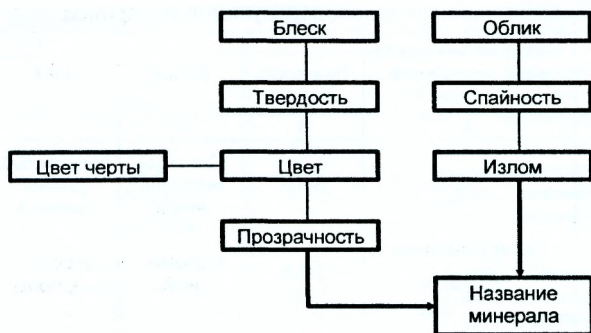 Блеск
Облик
Твердость
Спайность
Цвет черты
Цвет
Излом
Прозрачность
Название
минерала